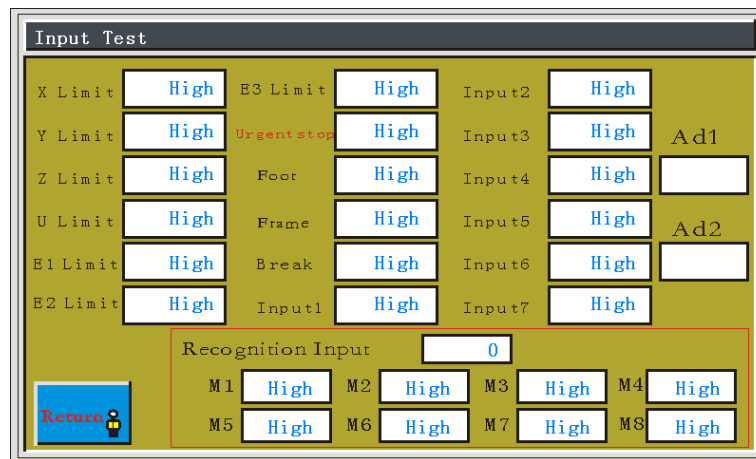 Input Test
X Limit High E3 Limit High Input2 High
Y Limit High Urgent stop High Input3 High Ad1
Z Limit High Foot High Input4 High
U Limit High Frame High Input5 High Ad2
E1 Limit High Break High Input6 High
E2 Limit High Input1 High Input7 High
Recognition Input 0
M1 High M2 High M3 High M4 High
Return M5 High M6 High M7 High M8 High